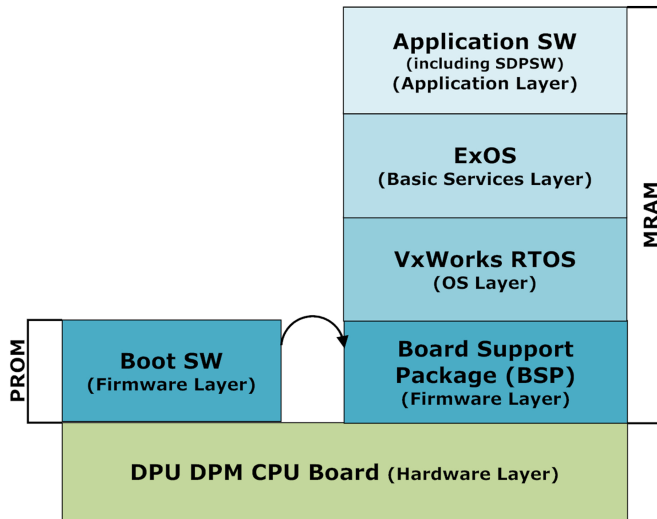 Application SW
(including SDPSW)
(Application Layer)
ExOS
(Basic Services Layer)
VxWorks RTOS
(OS Layer)
MRAM
PROM
Boot SW
(Firmware Layer)
Board Support
Package (BSP)
(Firmware Layer)
DPU DPM CPU Board (Hardware Layer)